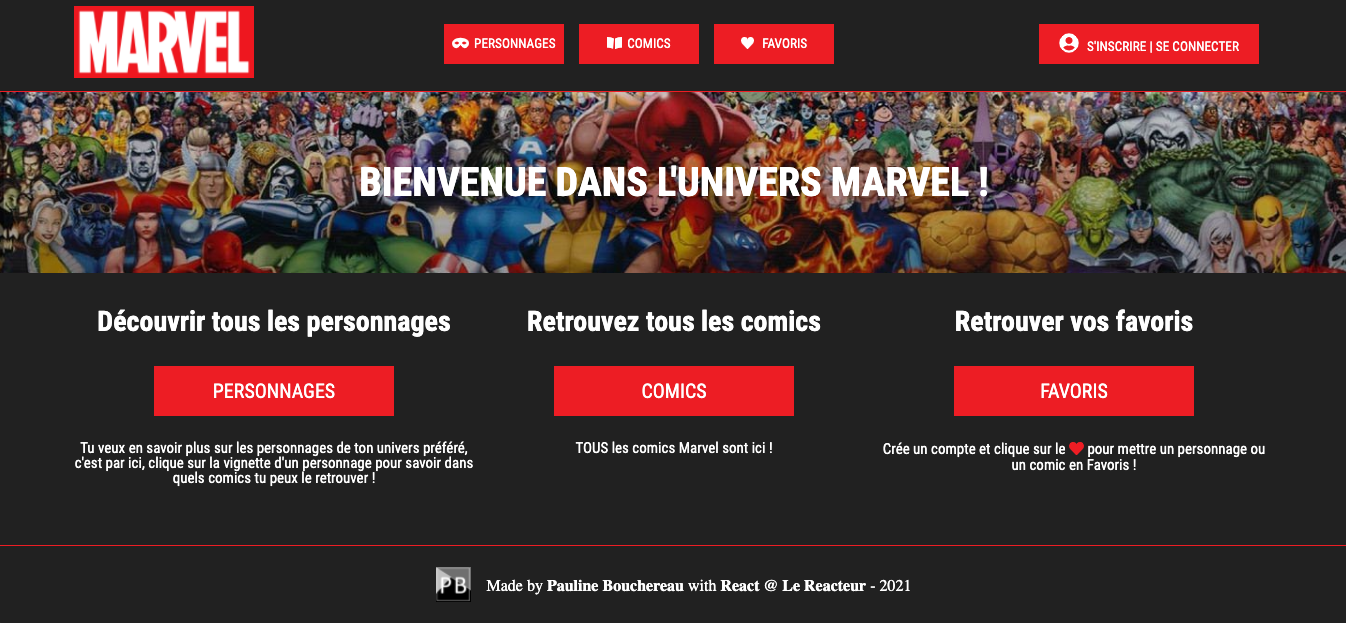 MARVEL
PERSONNAGES
COMICS
FAVORIS
S'INSCRIRE | SE CONNECTER
BIENVENUE DANS L'UNIVERS MARVEL !
Découvrir tous les personnages
PERSONNAGES
Tu veux en savoir plus sur les personnages de ton univers préféré,
c'est par ici, clique sur la vignette d'un personnage pour savoir dans
quels comics tu peux le retrouver !
Retrouvez tous les comics
COMICS
TOUS les comics Marvel sont ici !
Retrouver vos favoris
FAVORIS
Crée un compte et clique sur le ❤ pour mettre un personnage ou
un comic en Favoris !
PB
Made by Pauline Bouchereau with React @ Le Reacteur - 2021